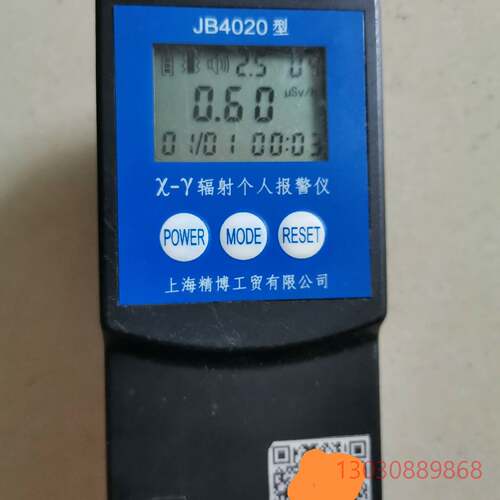 JB4020型
2.5 04
0.60 μSv/h
01/01 00:03
χ-γ辐射个人报警仪
POWER MODE RESET
上海精博工贸有限公司
13030889868